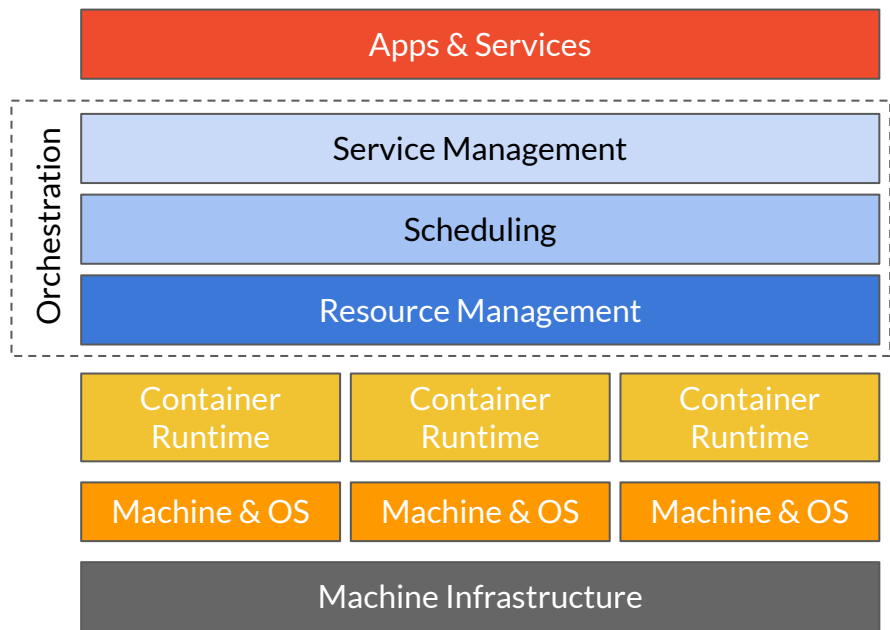 Apps & Services
Orchestration
Service Management
Scheduling
Resource Management
Container
Runtime
Container
Runtime
Container
Runtime
Machine & OS
Machine & OS
Machine & OS
Machine Infrastructure